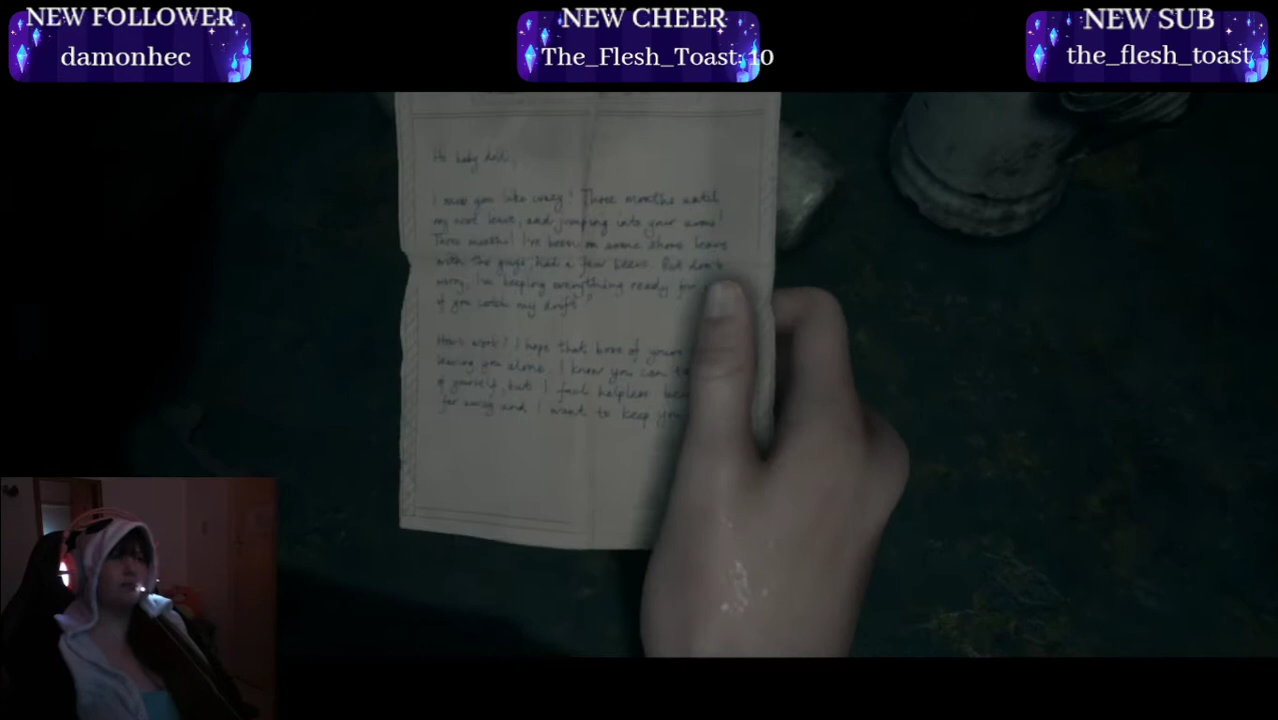 NEW FOLLOWER
damonhec
NEW CHEER
The_Flesh_Toast: 10
NEW SUB
the_flesh_toast
Hi baby doll,
I miss you like crazy! Three months until
my next leave, and jumping into your arms!
Three months! I've been on some shore leave
with the guys, had a few beers. But don't
worry, I'm keeping everything ready for
if you catch my drift"
How's work? I hope that boss of yours
leaving you alone. I know you can
of yourself, but I feel helpless
far away and I want to keep you